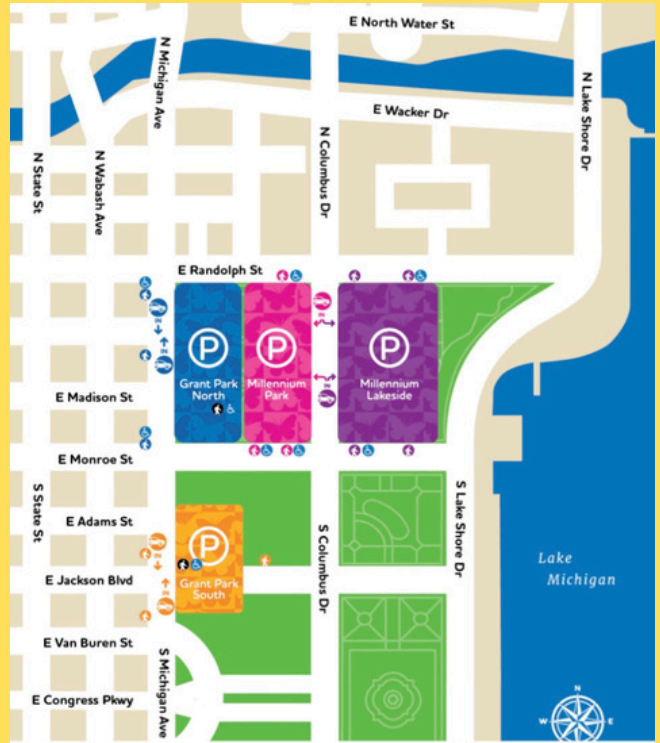 E North Water St
N Michigan Ave
E Wacker Dr
N Lake Shore Dr
N State St
N Wabash Ave
N Columbus Dr
E Randolph St
P
Grant Park
North
P
Millennium
Park
P
Millennium
Lakeside
E Madison St
E Monroe St
S State St
E Adams St
P
Grant Park
South
E Jackson Blvd
S Columbus Dr
S Lake Shore Dr
Lake
Michigan
E Van Buren St
S Michigan Ave
E Congress Pkwy
N
W
E